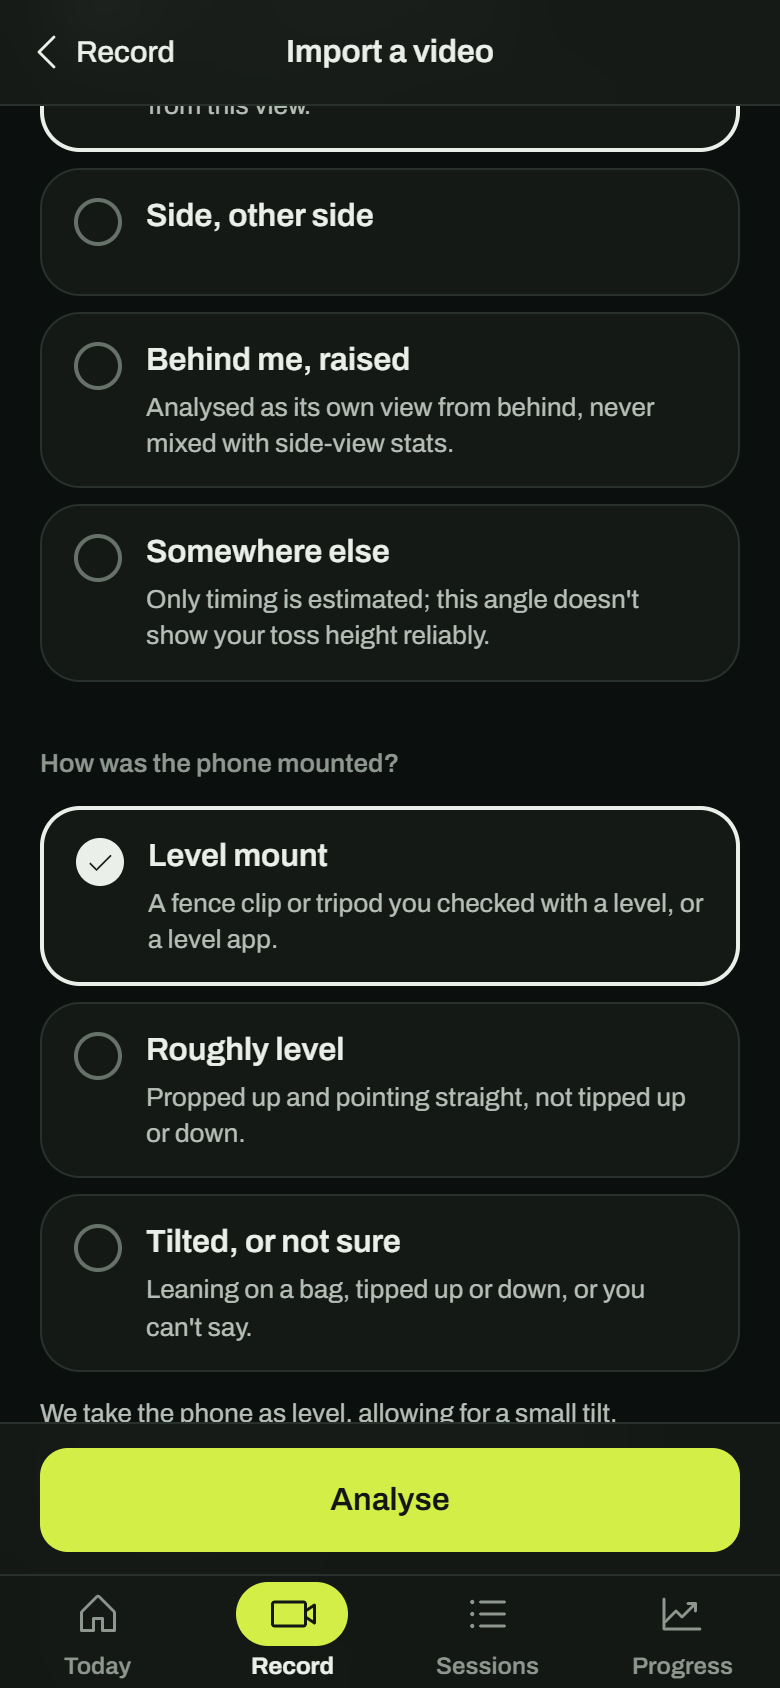 Record
Import a video
from this view.
Side, other side
Behind me, raised
Analysed as its own view from behind, never
mixed with side-view stats.
Somewhere else
Only timing is estimated; this angle doesn't
show your toss height reliably.
How was the phone mounted?
Level mount
A fence clip or tripod you checked with a level, or
a level app.
Roughly level
Propped up and pointing straight, not tipped up
or down.
Tilted, or not sure
Leaning on a bag, tipped up or down, or you
can't say.
We take the phone as level, allowing for a small tilt.
Analyse
Today
Record
Sessions
Progress